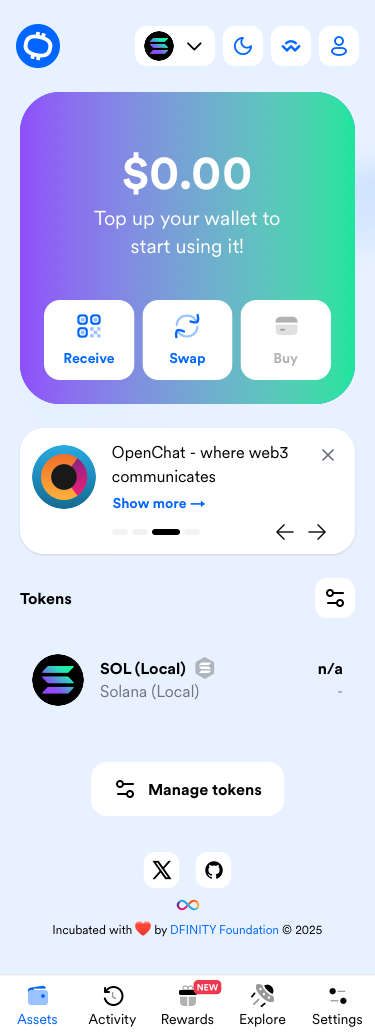 $0.00
Top up your wallet to
start using it!
Receive
Swap
Buy
OpenChat - where web3
communicates
Show more →
Tokens
SOL (Local)
n/a
Solana (Local)
-
Manage tokens
Incubated with ❤️ by DFINITY Foundation © 2025
NEW
Assets
Activity
Rewards
Explore
Settings